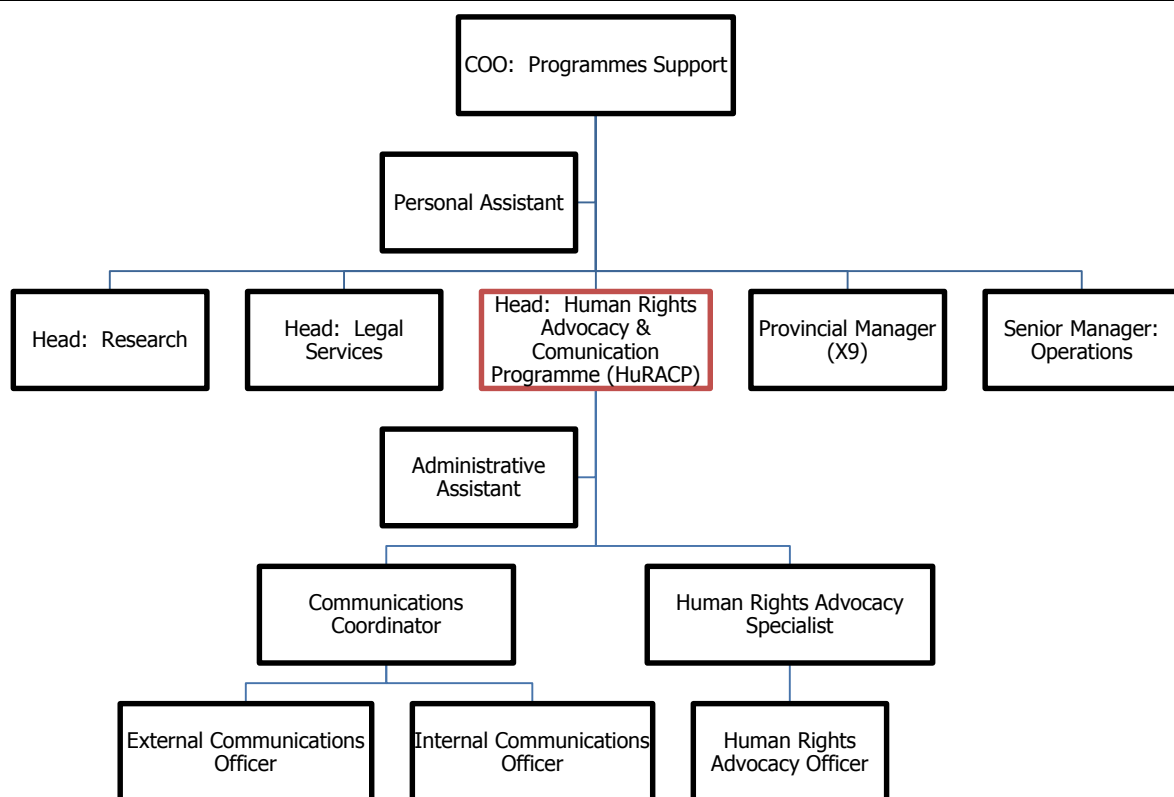 COO:  Programmes Support
Personal Assistant
Head:  Research
Head:  Legal
Services
Head:  Human Rights
Advocacy &
Comunication
Programme (HuRACP)
Provincial Manager
(X9)
Senior Manager:
Operations
Administrative
Assistant
Communications
Coordinator
Human Rights Advocacy
Specialist
External Communications
Officer
Internal Communications
Officer
Human Rights
Advocacy Officer